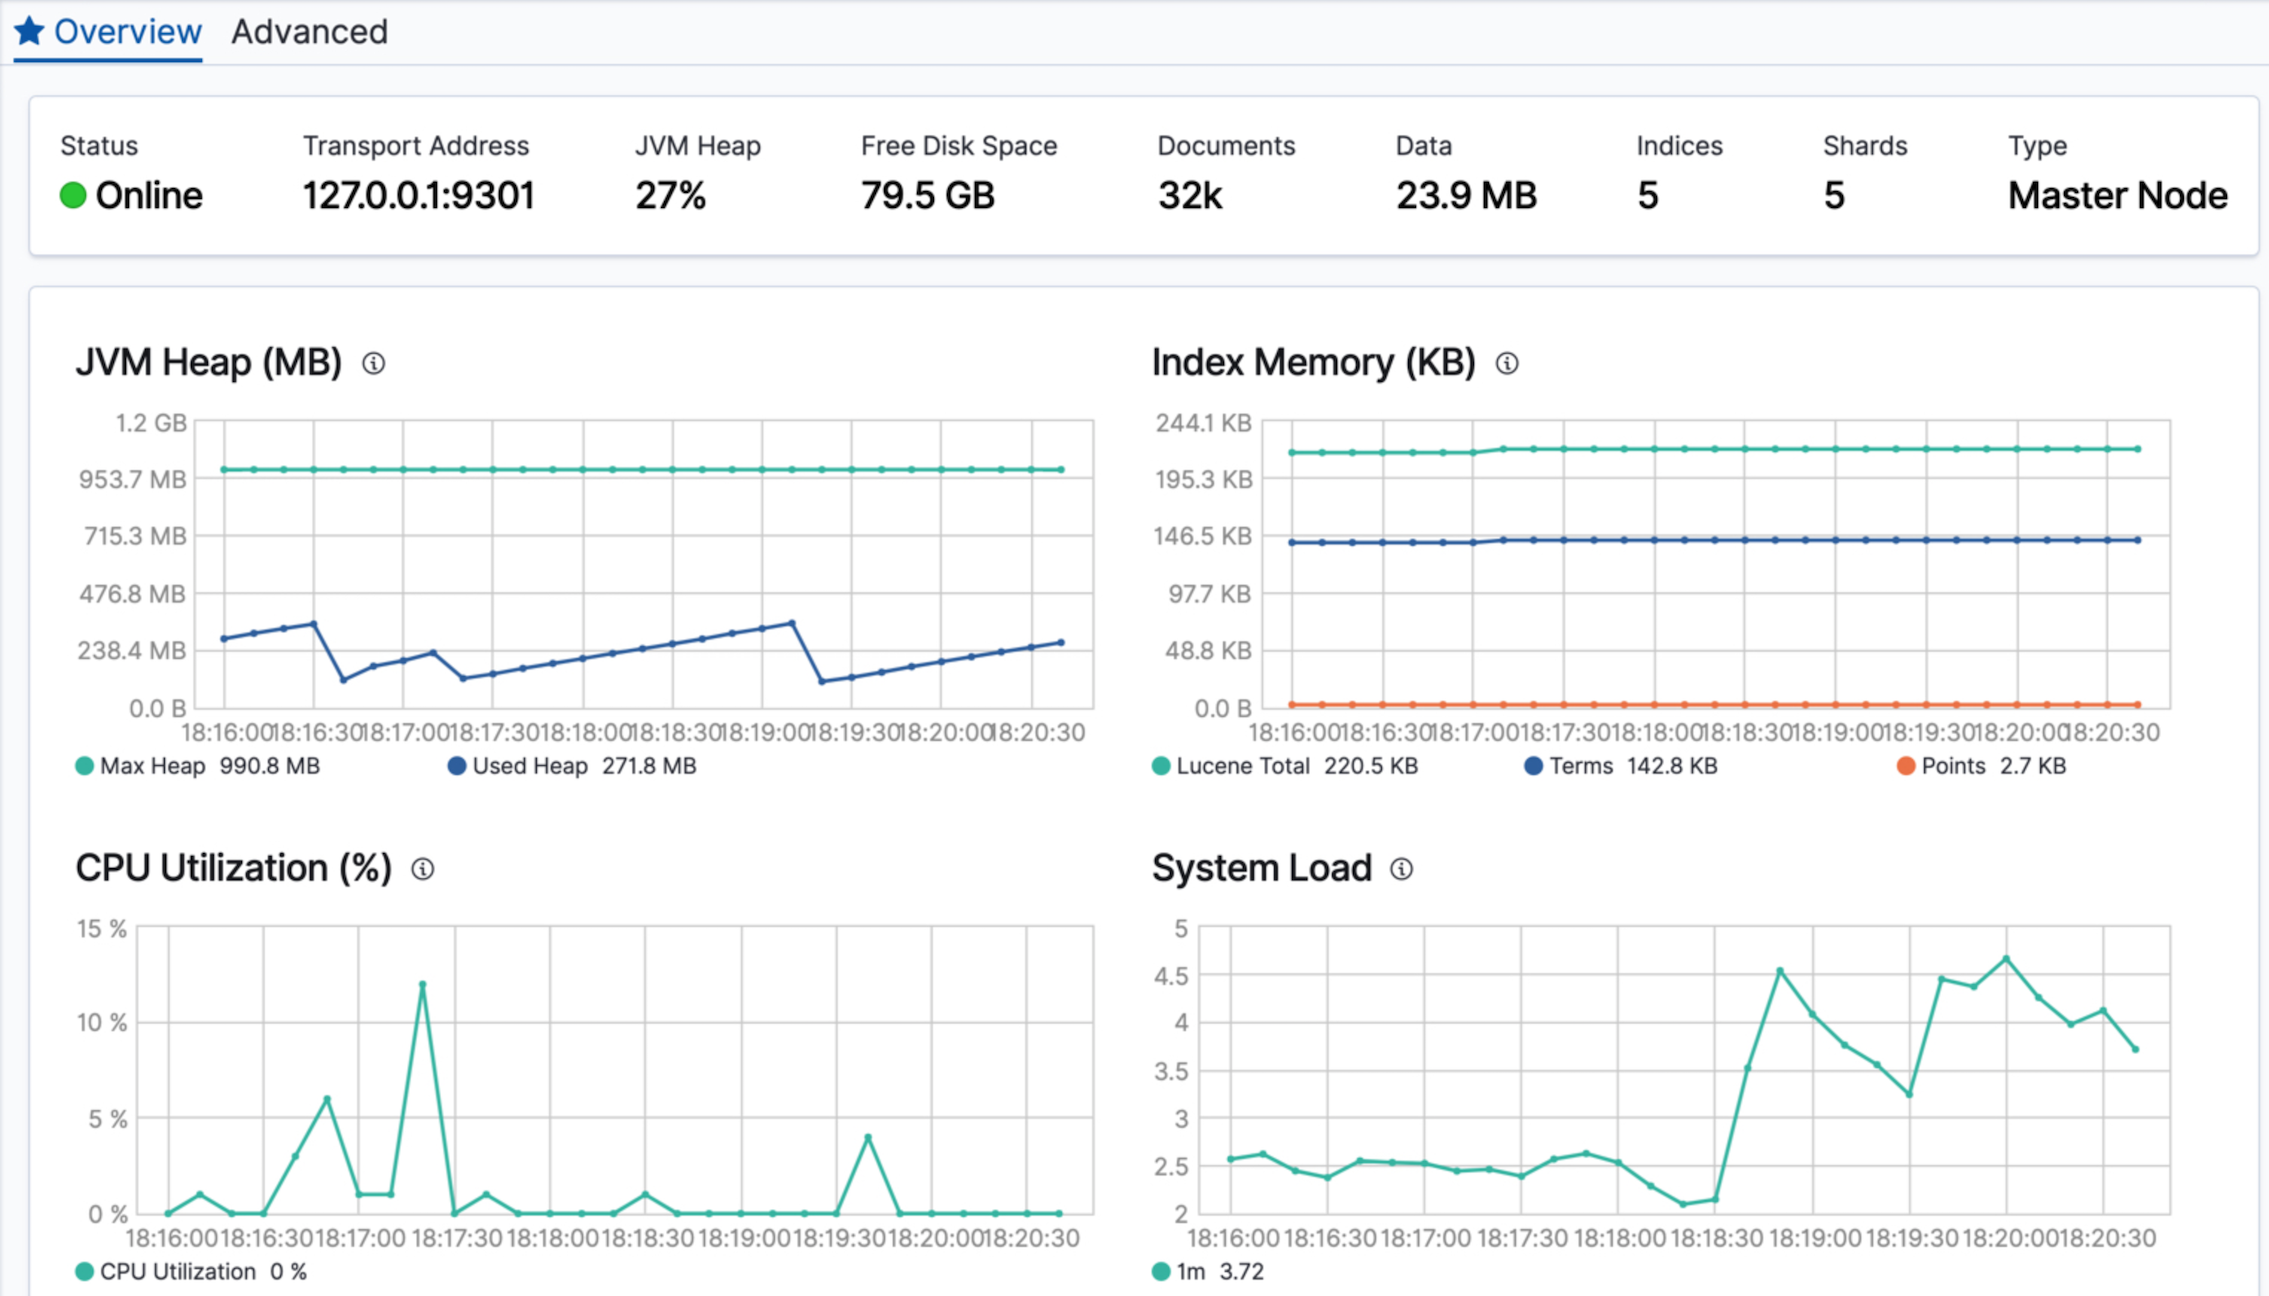 Overview Advanced
Status Transport Address JVM Heap Free Disk Space Documents Data Indices Shards Type
Online 127.0.0.1:9301 27% 79.5 GB 32k 23.9 MB 5 5 Master Node
JVM Heap (MB)
1.2 GB
953.7 MB
715.3 MB
476.8 MB
238.4 MB
0.0 B
18:16:00 18:16:30 18:17:00 18:17:30 18:18:00 18:18:30 18:19:00 18:19:30 18:20:00 18:20:30
Max Heap 990.8 MB Used Heap 271.8 MB
Index Memory (KB)
244.1 KB
195.3 KB
146.5 KB
97.7 KB
48.8 KB
0.0 B
18:16:00 18:16:30 18:17:00 18:17:30 18:18:00 18:18:30 18:19:00 18:19:30 18:20:00 18:20:30
Lucene Total 220.5 KB Terms 142.8 KB Points 2.7 KB
CPU Utilization (%)
15 %
10 %
5 %
0 %
18:16:00 18:16:30 18:17:00 18:17:30 18:18:00 18:18:30 18:19:00 18:19:30 18:20:00 18:20:30
CPU Utilization 0 %
System Load
5
4.5
4
3.5
3
2.5
2
18:16:00 18:16:30 18:17:00 18:17:30 18:18:00 18:18:30 18:19:00 18:19:30 18:20:00 18:20:30
1m 3.72